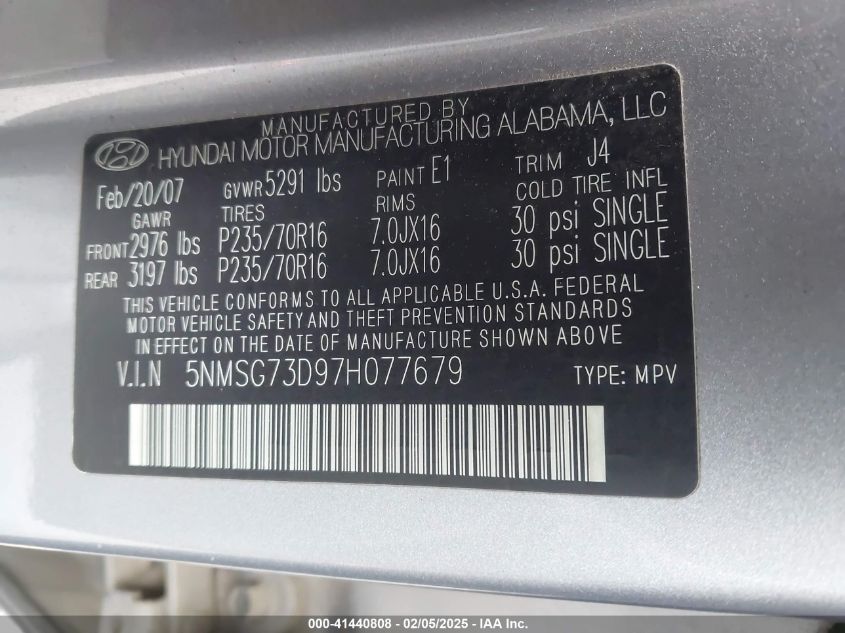 MANUFACTURED BY
HYUNDAI MOTOR MANUFACTURING ALABAMA, LLC
Feb/20/07 GVWR 5291 lbs PAINT E1 TRIM J4
GAWR TIRES RIMS COLD TIRE INFL
FRONT 2976 lbs P235/70R16 7.0JX16 30 psi SINGLE
REAR 3197 lbs P235/70R16 7.0JX16 30 psi SINGLE
THIS VEHICLE CONFORMS TO ALL APPLICABLE U.S.A. FEDERAL
MOTOR VEHICLE SAFETY AND THEFT PREVENTION STANDARDS
IN EFFECT ON THE DATE OF MANUFACTURE SHOWN ABOVE
V.I.N 5NMSG73D97H077679 TYPE: MPV
000-41440808 - 02/05/2025 - IAA Inc.